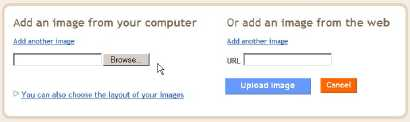 Add an image from your computer
Add another image
Browse...
You can also choose the layout of your images
Or add an image from the web
Add another image
URL
Upload Image
Cancel